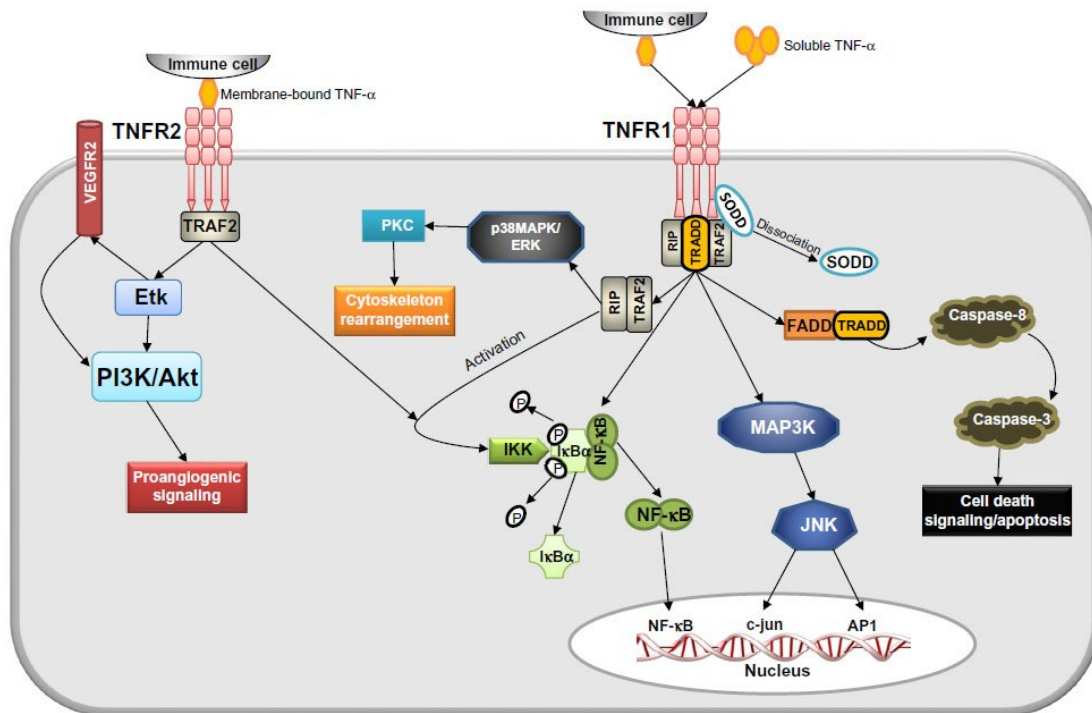 Immune cell
Soluble TNF-α
Immune cell
Membrane-bound TNF-α
TNFR2
TNFR1
VEGFR2
TRAF2
SODD
RIP
TRADD
TRAF2
Dissociation
SODD
PKC
p38MAPK/
ERK
Etk
Cytoskeleton
rearrangement
RIP
TRAF2
FADD
TRADD
Caspase-8
Activation
PI3K/Akt
P
P
IKK
IκBα
NF-κB
P
P
MAP3K
Caspase-3
Proangiogenic
signaling
NF-κB
JNK
Cell death
signaling/apoptosis
IκBα
NF-κB
c-jun
AP1
Nucleus